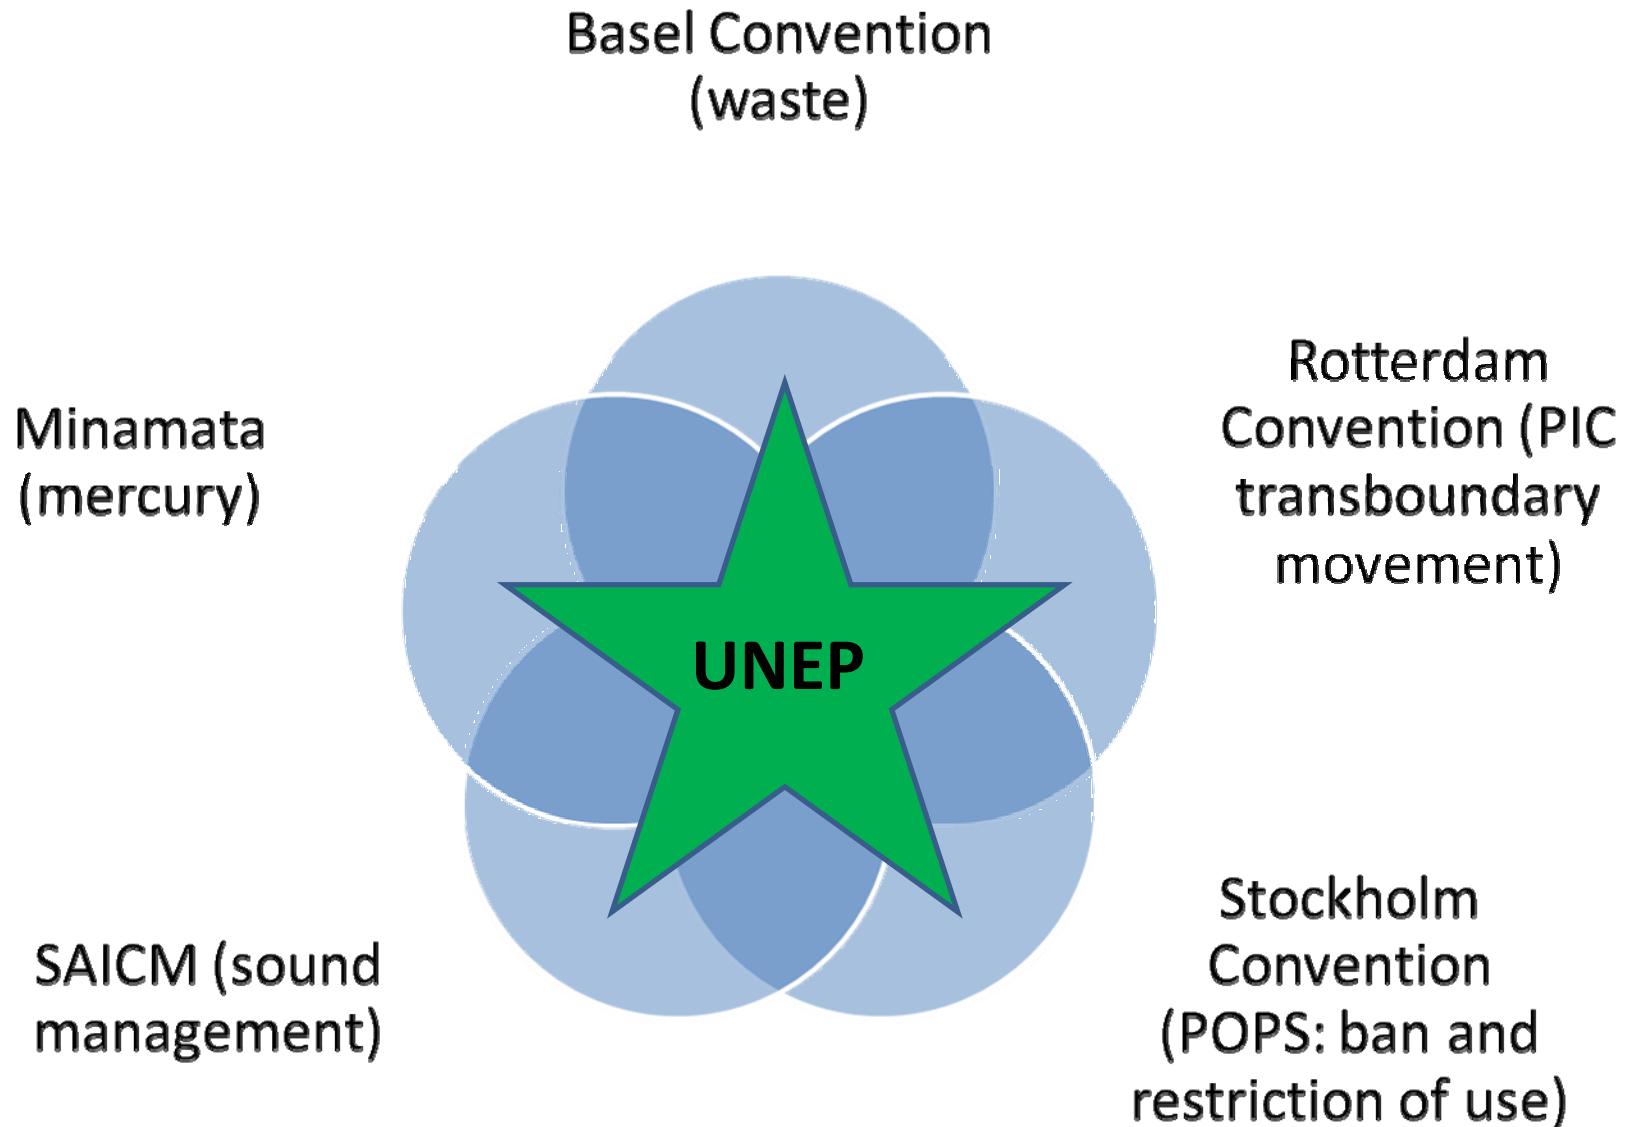 Basel Convention
(waste)
Rotterdam
Convention (PIC
transboundary
movement)
Minamata
(mercury)
UNEP
Stockholm
Convention
(POPS: ban and
restriction of use)
SAICM (sound
management)